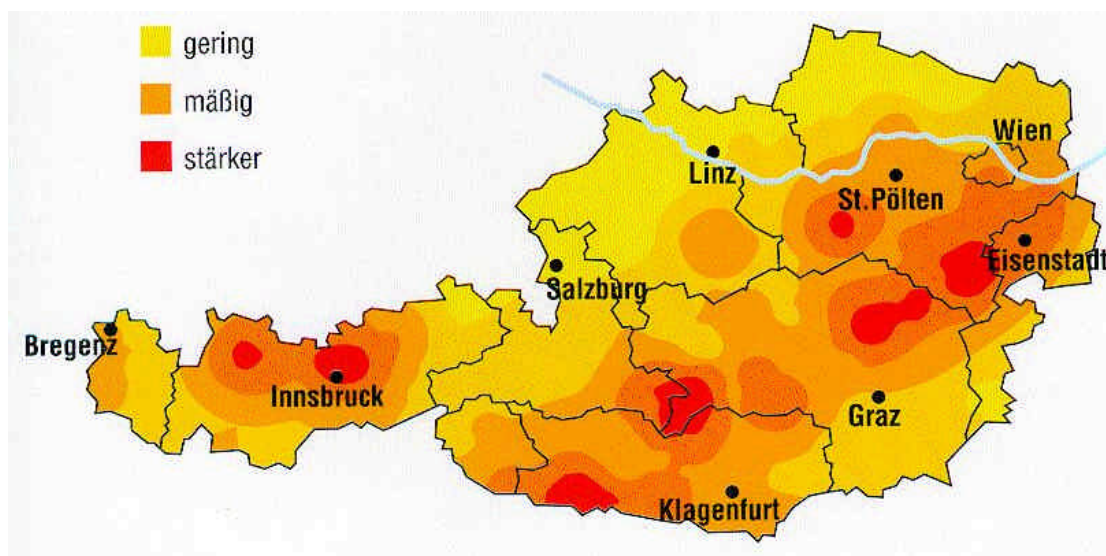 gering
mäßig
stärker
Wien
Linz
St.Pölten
Eisenstadt
Salzburg
Bregenz
Innsbruck
Graz
Klagenfurt